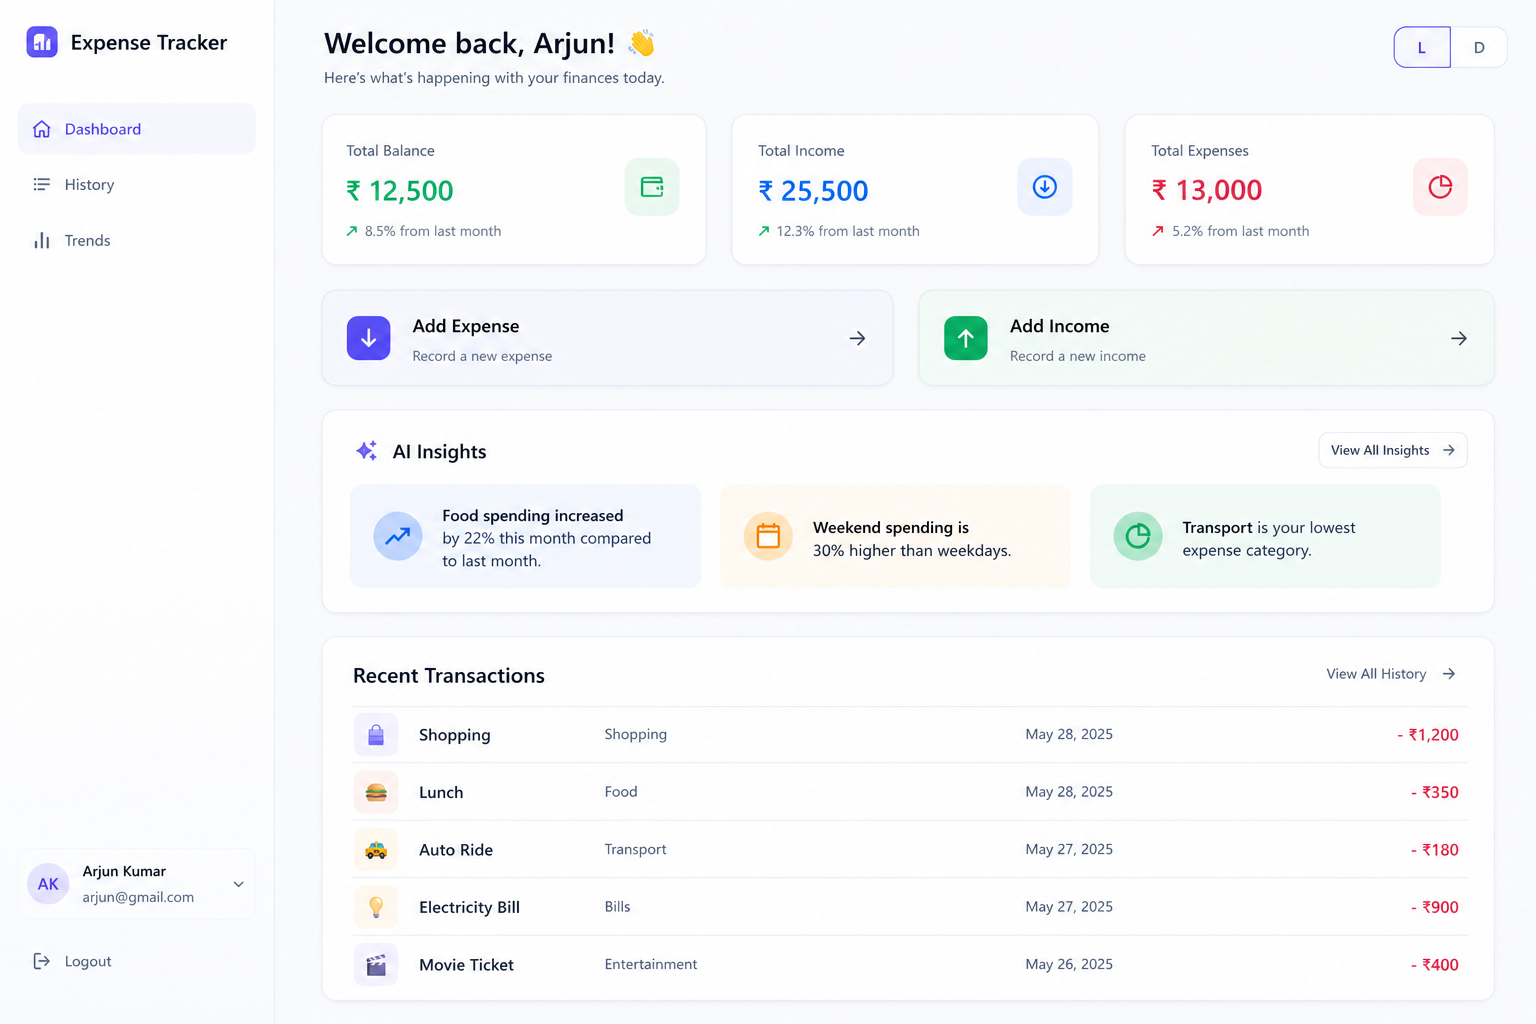 Expense Tracker
Dashboard
History
Trends
Arjun Kumar
AK
arjun@gmail.com
Logout
Welcome back, Arjun! 👋
Here's what's happening with your finances today.
L D
Total Balance
₹ 12,500
8.5% from last month
Total Income
₹ 25,500
12.3% from last month
Total Expenses
₹ 13,000
5.2% from last month
Add Expense
Record a new expense
Add Income
Record a new income
AI Insights
View All Insights
Food spending increased
by 22% this month compared
to last month.
Weekend spending is
30% higher than weekdays.
Transport is your lowest
expense category.
Recent Transactions
View All History
Shopping Shopping May 28, 2025 - ₹1,200
Lunch Food May 28, 2025 - ₹350
Auto Ride Transport May 27, 2025 - ₹180
Electricity Bill Bills May 27, 2025 - ₹900
Movie Ticket Entertainment May 26, 2025 - ₹400